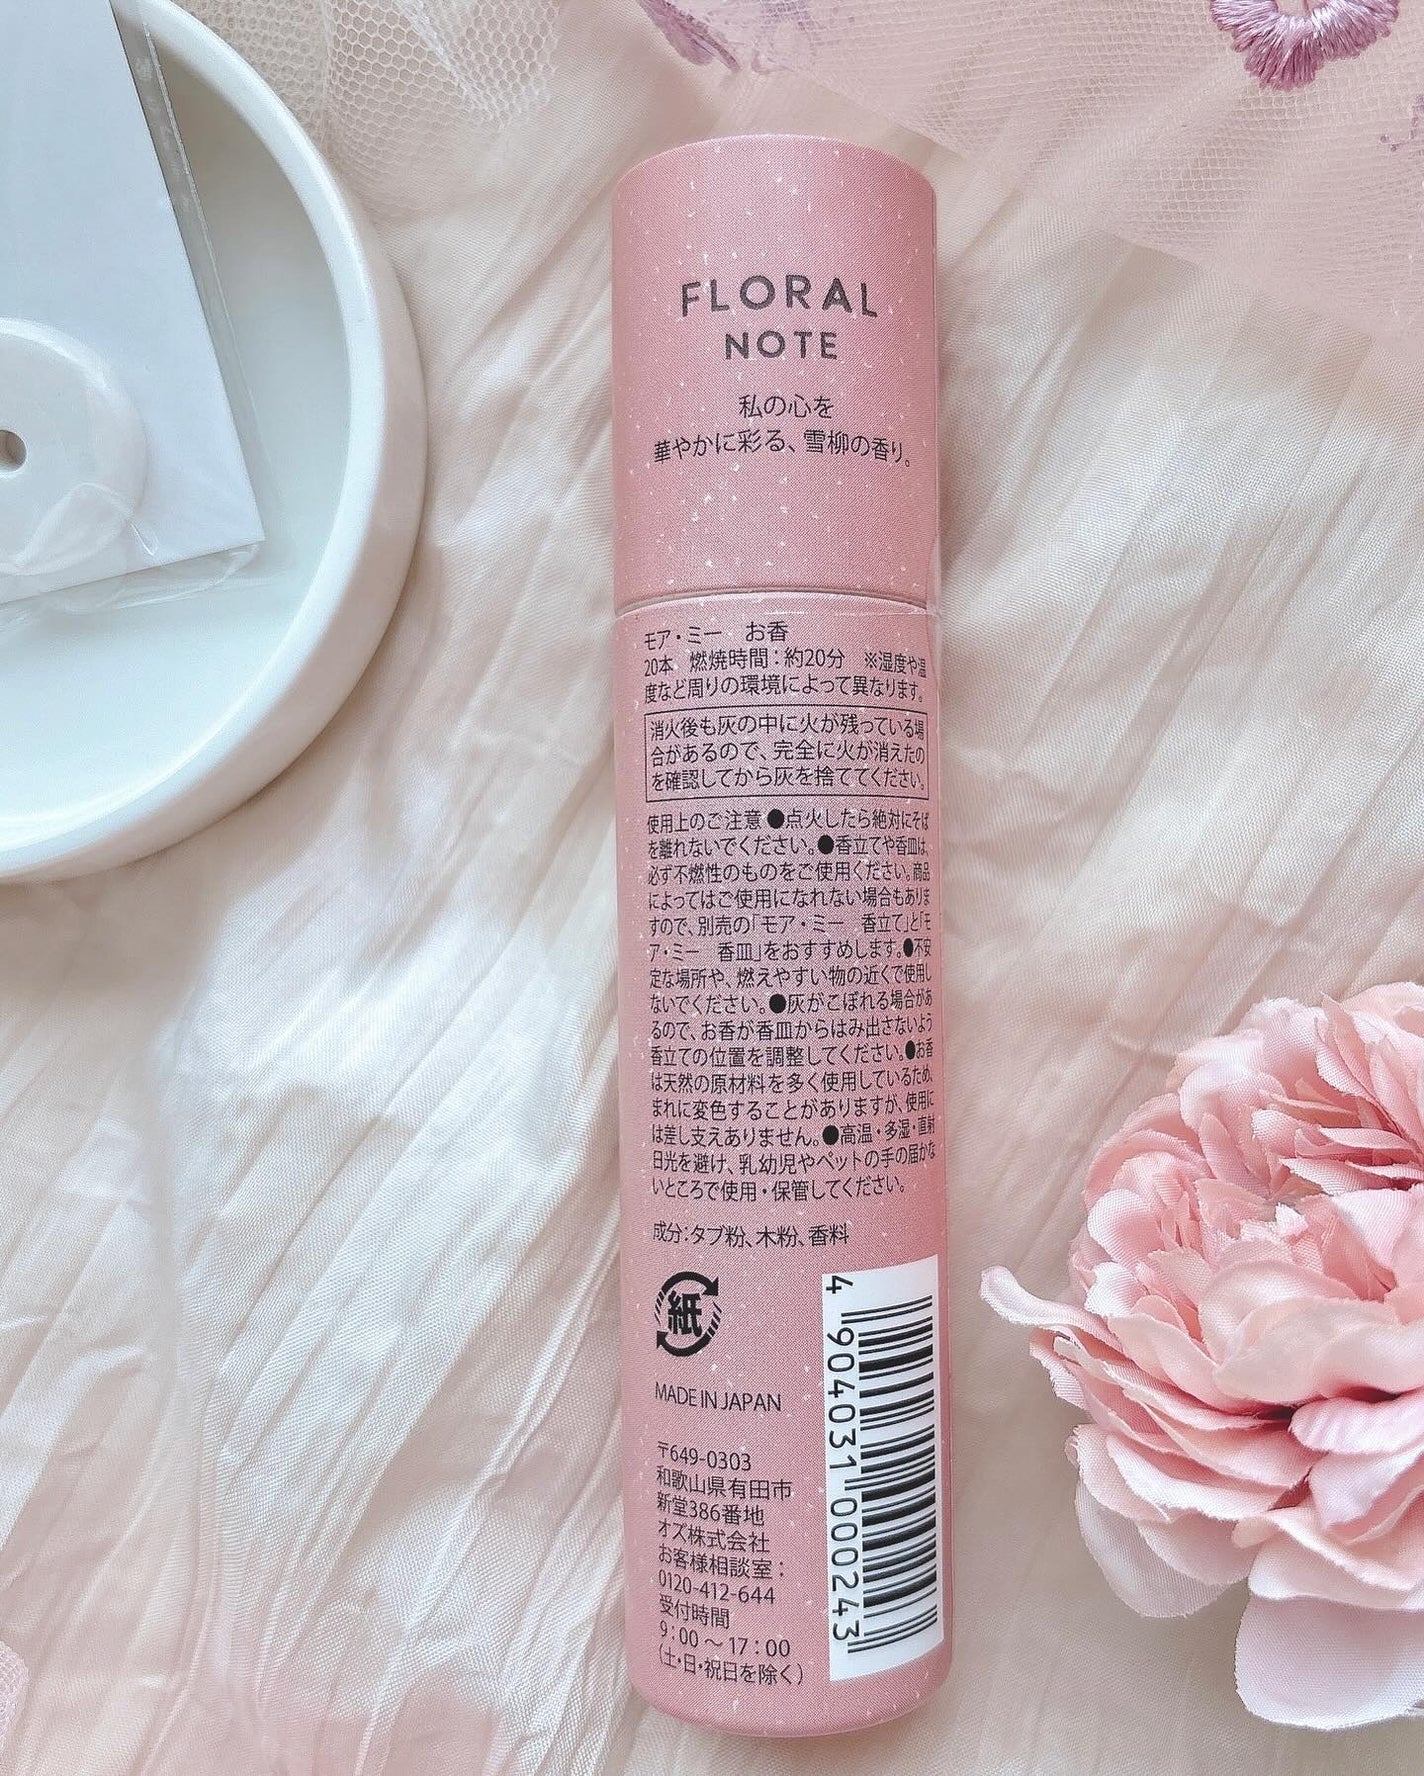 FLORAL
NOTE
私の心を
華やかに彩る、雪柳の香り。
モア・ミー　お香
20本　燃焼時間：約20分　※湿度や温
度など周りの環境によって異なります。
消火後も灰の中に火が残っている場
合があるので、完全に火が消えたの
を確認してから灰を捨ててください。
使用上のご注意 ●点火したら絶対にそば
を離れないでください。●香立てや香皿は、
必ず不燃性のものをご使用ください。商品
によってはご使用になれない場合もありま
すので、別売の「モア・ミー　香立て」と「モ
ア・ミー　香皿」をおすすめします。●不安
定な場所や、燃えやすい物の近くで使用し
ないでください。●灰がこぼれる場合があ
るので、お香が香皿からはみ出さないよう
香立ての位置を調整してください。●お香
は天然の原材料を多く使用しているため、
まれに変色することがありますが、使用に
は差し支えありません。●高温・多湿・直射
日光を避け、乳幼児やペットの手の届かな
いところで使用・保管してください。
成分：タブ粉、木粉、香料
紙
MADE IN JAPAN
〒649-0303
和歌山県有田市
新堂386番地
オズ株式会社
お客様相談室：
0120-412-644
受付時間
9：00～17：00
（土・日・祝日を除く）
4 904031 000243